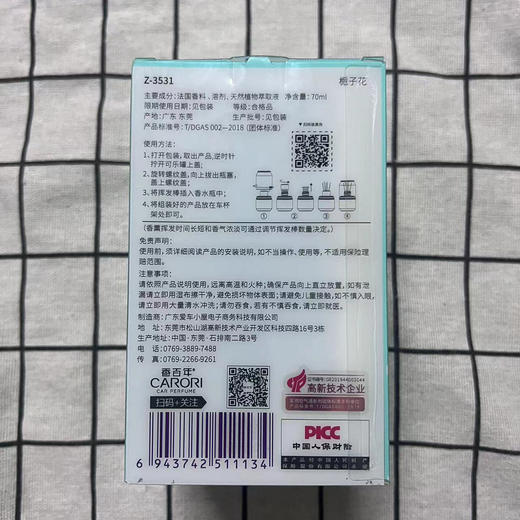 Z-3531
栀子花
主要成分：法国香料、溶剂、天然植物萃取液
净含量：70ml
限期使用日期：见包装
等级：合格品
产地：广东 东莞
生产批号：见包装
产品标准号：T/DGAS 002—2018 (团体标准)
使用方法：
1、打开包装，取出产品，逆时针
拧开可乐罐上盖；
2、旋转螺纹盖，向上拔出瓶塞，
盖上螺纹盖；
3、将挥发棒插入香水瓶中；
4、将组装好的产品放在车杯
架处即可。
① ② ③ ④
(香薰挥发时间长短和香气浓淡可通过调节挥发棒数量决定。)
免责声明：
使用前，须详细阅读产品的安装说明，如不当操作、使用等，不适用保险理
赔范围。
注意事项：
请依照产品说明使用，远离高温和火种；确保产品向上直立放置，如有泄
漏请立即用湿布擦干净，避免损坏物体表面；请避免儿童接触，如不慎入眼，
请立即用大量清水冲洗；请勿吞食，若不慎吞食，请立即就医！
制造商：广东爱车小屋电子商务科技有限公司
地址：东莞市松山湖高新技术产业开发区科技四路16号3栋
生产地址：中国·东莞·石排南二路3号
电话：0769-3889-7488
传真：0769-2266-9261
香百年
CARORI
CAR PERFUME
扫码+关注
高新技术企业
PICC
中国人保财险
6 943742 511134